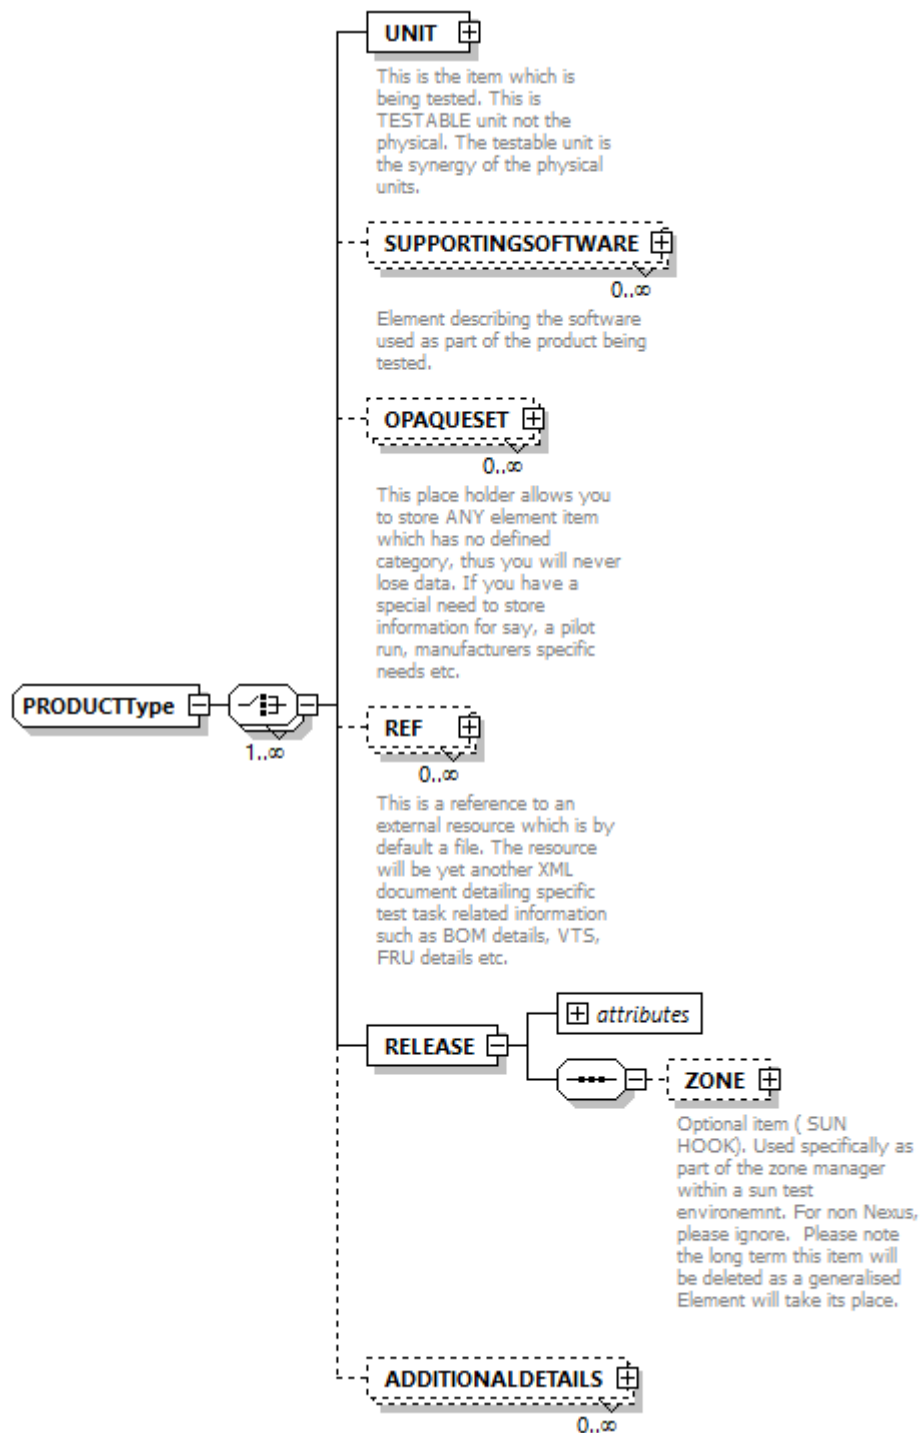 UNIT
This is the item which is
being tested. This is
TESTABLE unit not the
physical. The testable unit is
the synergy of the physical
units.
SUPPORTINGSOFTWARE
0..∞
Element describing the software
used as part of the product being
tested.
OPAQUESET
0..∞
This place holder allows you
to store ANY element item
which has no defined
category, thus you will never
lose data. If you have a
special need to store
information for say, a pilot
run, manufacturers specific
needs etc.
PRODUCTType
1..∞
REF
0..∞
This is a reference to an
external resource which is by
default a file. The resource
will be yet another XML
document detailing specific
test task related information
such as BOM details, VTS,
FRU details etc.
attributes
RELEASE
ZONE
Optional item ( SUN
HOOK). Used specifically as
part of the zone manager
within a sun test
environemnt. For non Nexus,
please ignore.  Please note
the long term this item will
be deleted as a generalised
Element will take its place.
ADDITIONALDETAILS
0..∞